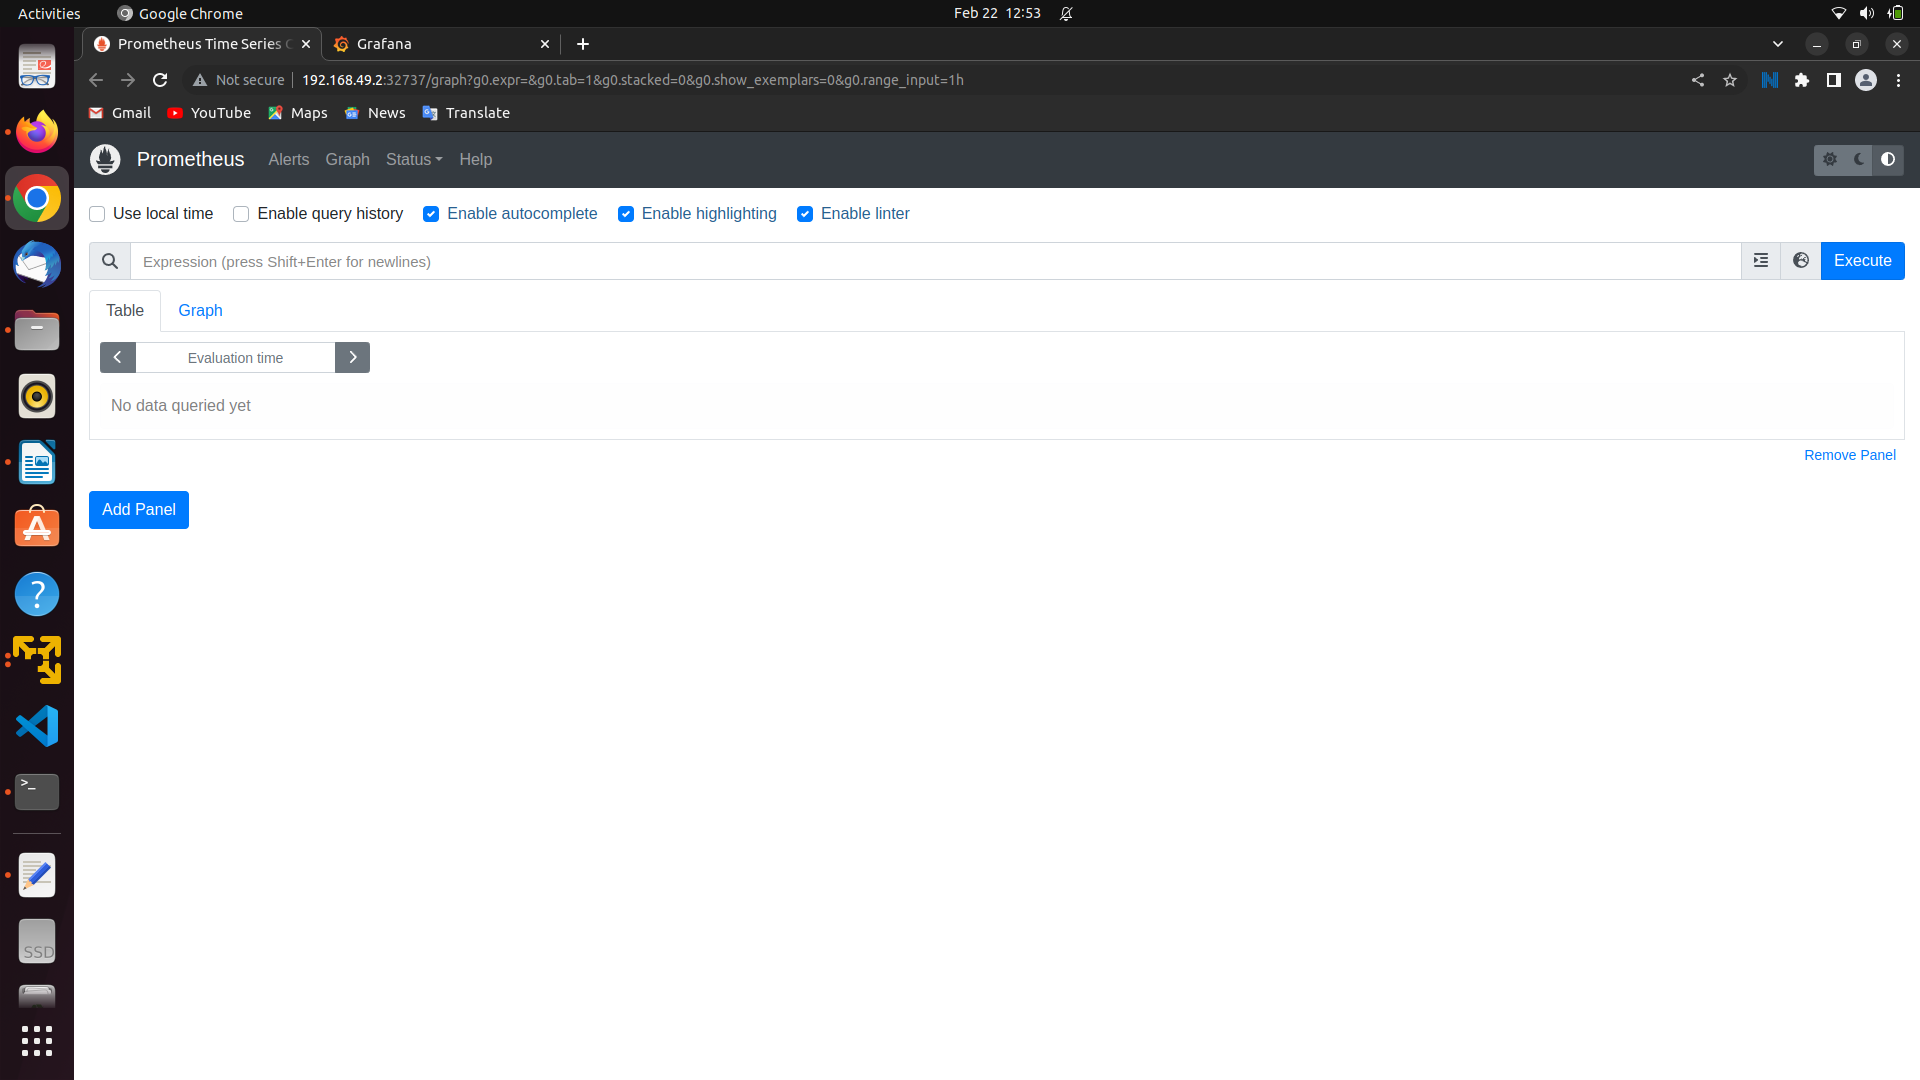 Activities
Google Chrome
Feb 22 12:53
Prometheus Time Series C
Grafana
Not secure
192.168.49.2:32737/graph?g0.expr=&g0.tab=1&g0.stacked=0&g0.show_exemplars=0&g0.range_input=1h
Gmail
YouTube
Maps
News
Translate
Prometheus
Alerts
Graph
Status
Help
Use local time
Enable query history
Enable autocomplete
Enable highlighting
Enable linter
Expression (press Shift+Enter for newlines)
Execute
Table
Graph
Evaluation time
No data queried yet
Remove Panel
Add Panel
>_
SSD